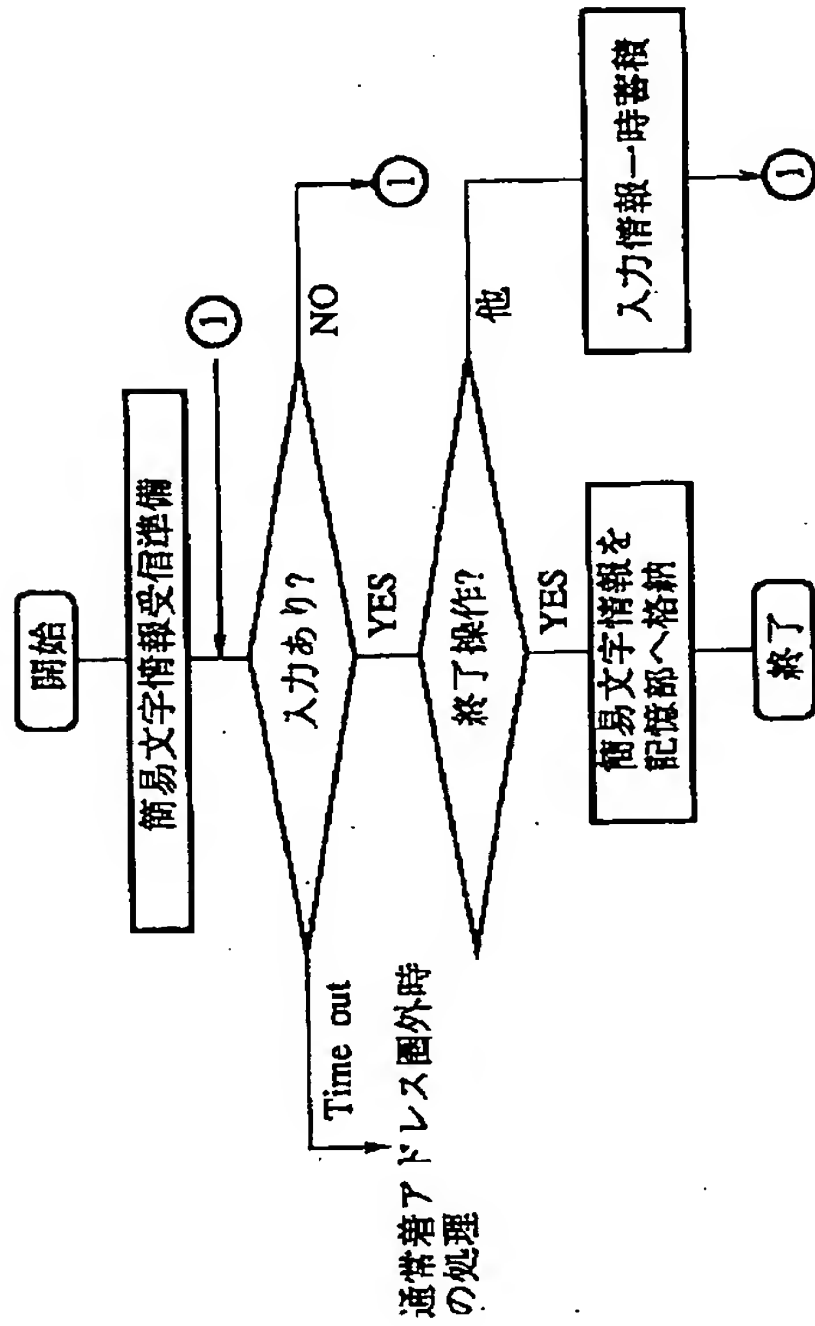 開始
簡易文字情報受信準備
①
入力あり?
NO
①
Time out
通常着アドレス圏外時
の処理
YES
終了操作?
他
入力情報一時蓄積
①
YES
簡易文字情報を
記憶部へ格納
終了